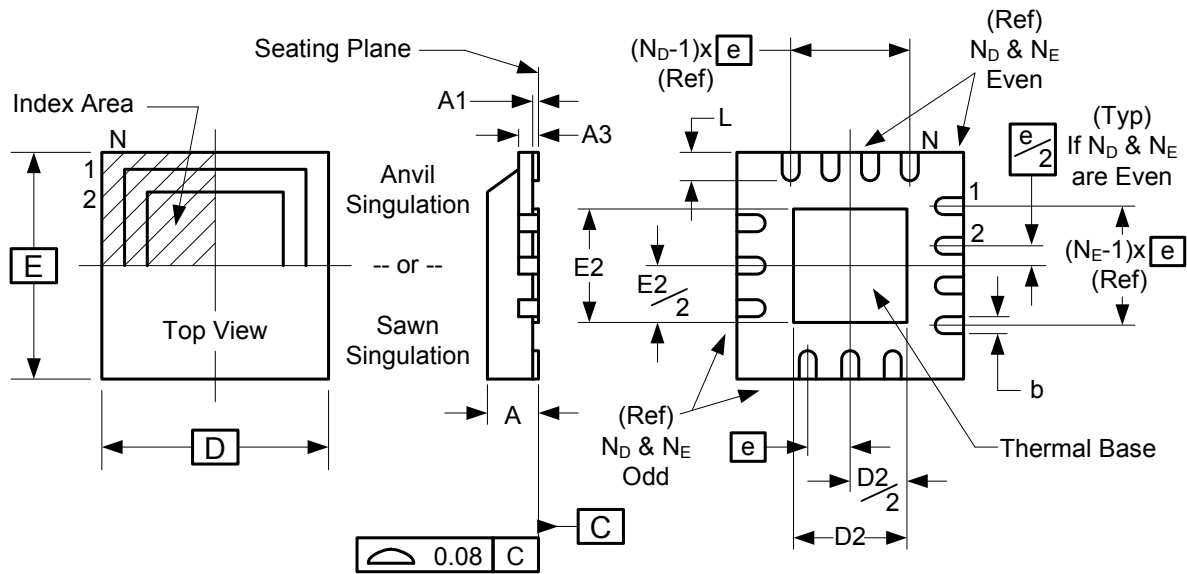 Seating Plane
Index Area
N
1
2
E
Top View
D
A1
A3
Anvil
Singulation
-- or --
Sawn
Singulation
A
0.08 C
C
(ND-1)x e
(Ref)
L
(Ref)
ND & NE
Even
N
e/2
(Typ)
If ND & NE
are Even
1
2
(NE-1)x e
(Ref)
E2
E2/2
b
(Ref)
ND & NE
Odd
e
Thermal Base
D2/2
D2